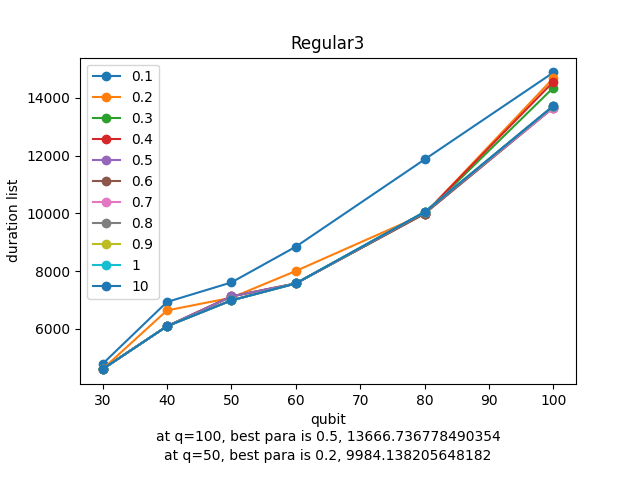 Regular3
14000
12000
10000
8000
6000
duration list
0.1
0.2
0.3
0.4
0.5
0.6
0.7
0.8
0.9
1
10
30 40 50 60 70 80 90 100
qubit
at q=100, best para is 0.5, 13666.736778490354
at q=50, best para is 0.2, 9984.138205648182